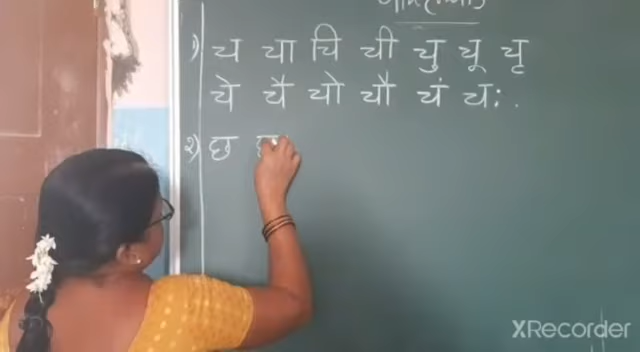 १) च चा चि ची चु चू चृ
चे चै चो चौ चं चः .
२) छ छ
XRecorder